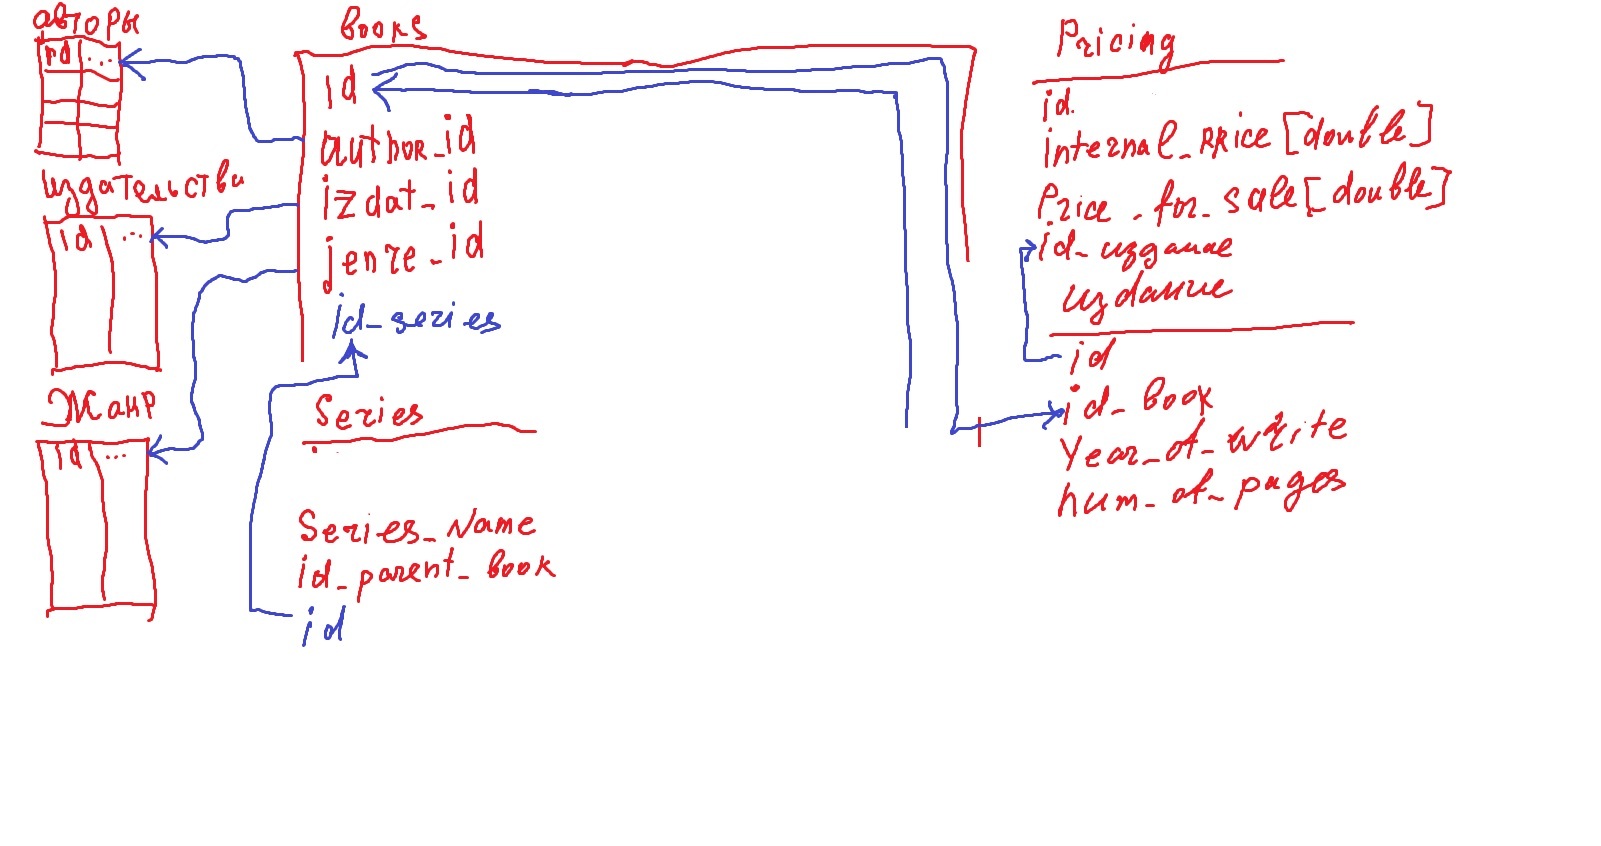 авторы
id ...
издательства
id ...
Жанр
id ...
books
id
author_id
izdat_id
jenre_id
id_series
Series
Series_Name
id_parent_book
id
Pricing
id
internal_price [double]
Price_for_sale [double]
id_издание
издание
id
id_book
Year_of_write
num_of_pages